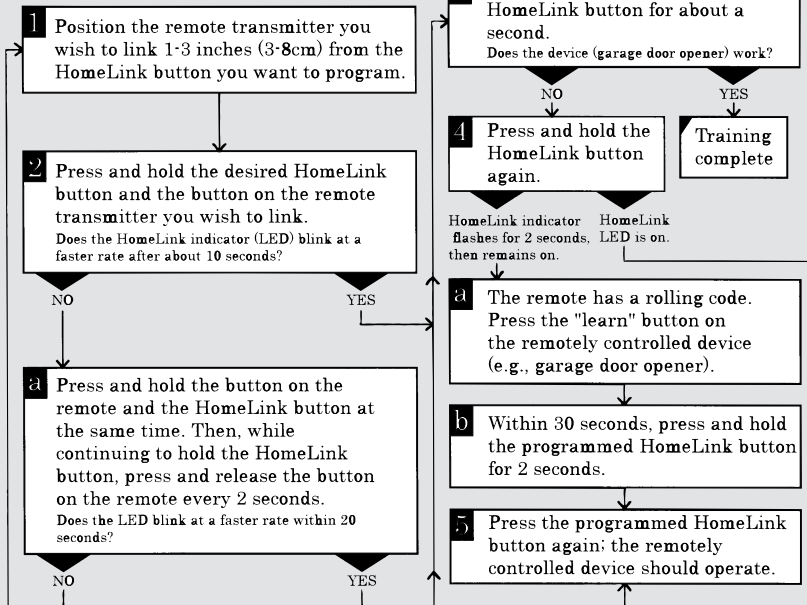 1 Position the remote transmitter you
wish to link 1-3 inches (3-8cm) from the
HomeLink button you want to program.
2 Press and hold the desired HomeLink
button and the button on the remote
transmitter you wish to link.
Does the HomeLink indicator (LED) blink at a
faster rate after about 10 seconds?
NO
YES
a Press and hold the button on the
remote and the HomeLink button at
the same time. Then, while
continuing to hold the HomeLink
button, press and release the button
on the remote every 2 seconds.
Does the LED blink at a faster rate within 20
seconds?
NO
YES
HomeLink button for about a
second.
Does the device (garage door opener) work?
NO
YES
4 Press and hold the
HomeLink button
again.
Training
complete
HomeLink indicator
flashes for 2 seconds,
then remains on.
HomeLink
LED is on.
a The remote has a rolling code.
Press the "learn" button on
the remotely controlled device
(e.g., garage door opener).
b Within 30 seconds, press and hold
the programmed HomeLink button
for 2 seconds.
5 Press the programmed HomeLink
button again; the remotely
controlled device should operate.